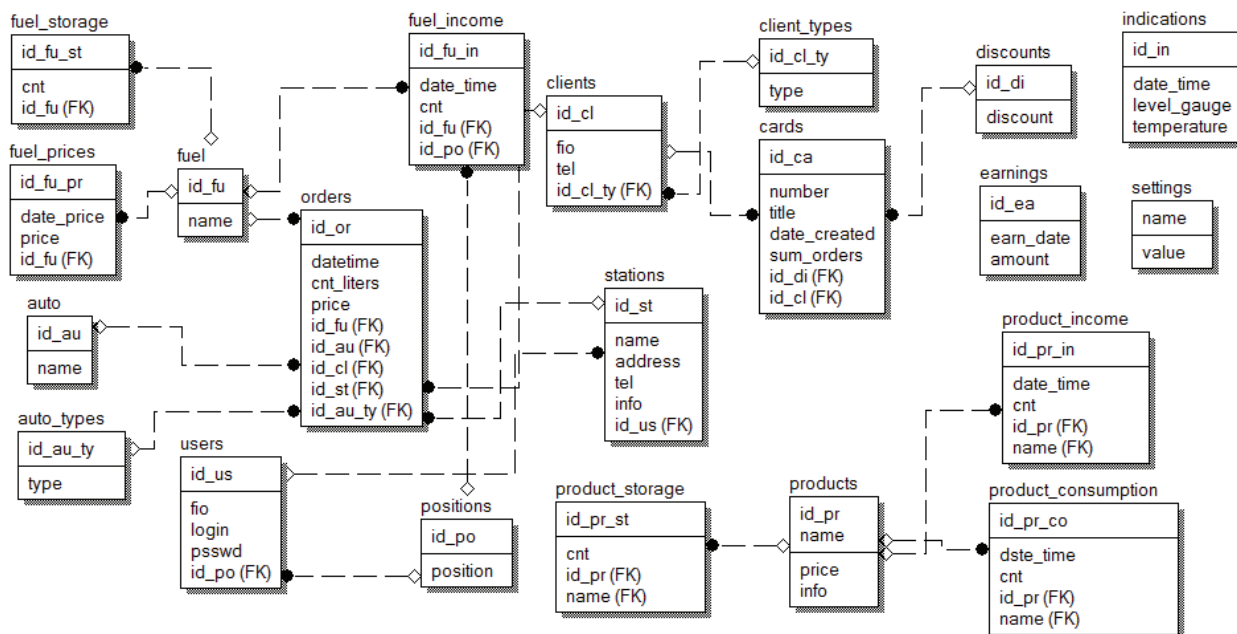 fuel_storage
id_fu_st
cnt
id_fu (FK)
fuel_prices
id_fu_pr
date_price
price
id_fu (FK)
fuel
id_fu
name
auto
id_au
name
auto_types
id_au_ty
type
orders
id_or
datetime
cnt_liters
price
id_fu (FK)
id_au (FK)
id_cl (FK)
id_st (FK)
id_au_ty (FK)
users
id_us
fio
login
psswd
id_po (FK)
fuel_income
id_fu_in
date_time
cnt
id_fu (FK)
id_po (FK)
positions
id_po
position
clients
id_cl
fio
tel
id_cl_ty (FK)
stations
id_st
name
address
tel
info
id_us (FK)
client_types
id_cl_ty
type
cards
id_ca
number
title
date_created
sum_orders
id_di (FK)
id_cl (FK)
discounts
id_di
discount
indications
id_in
date_time
level_gauge
temperature
earnings
id_ea
earn_date
amount
settings
name
value
product_storage
id_pr_st
cnt
id_pr (FK)
name (FK)
products
id_pr
name
price
info
product_income
id_pr_in
date_time
cnt
id_pr (FK)
name (FK)
product_consumption
id_pr_co
dste_time
cnt
id_pr (FK)
name (FK)